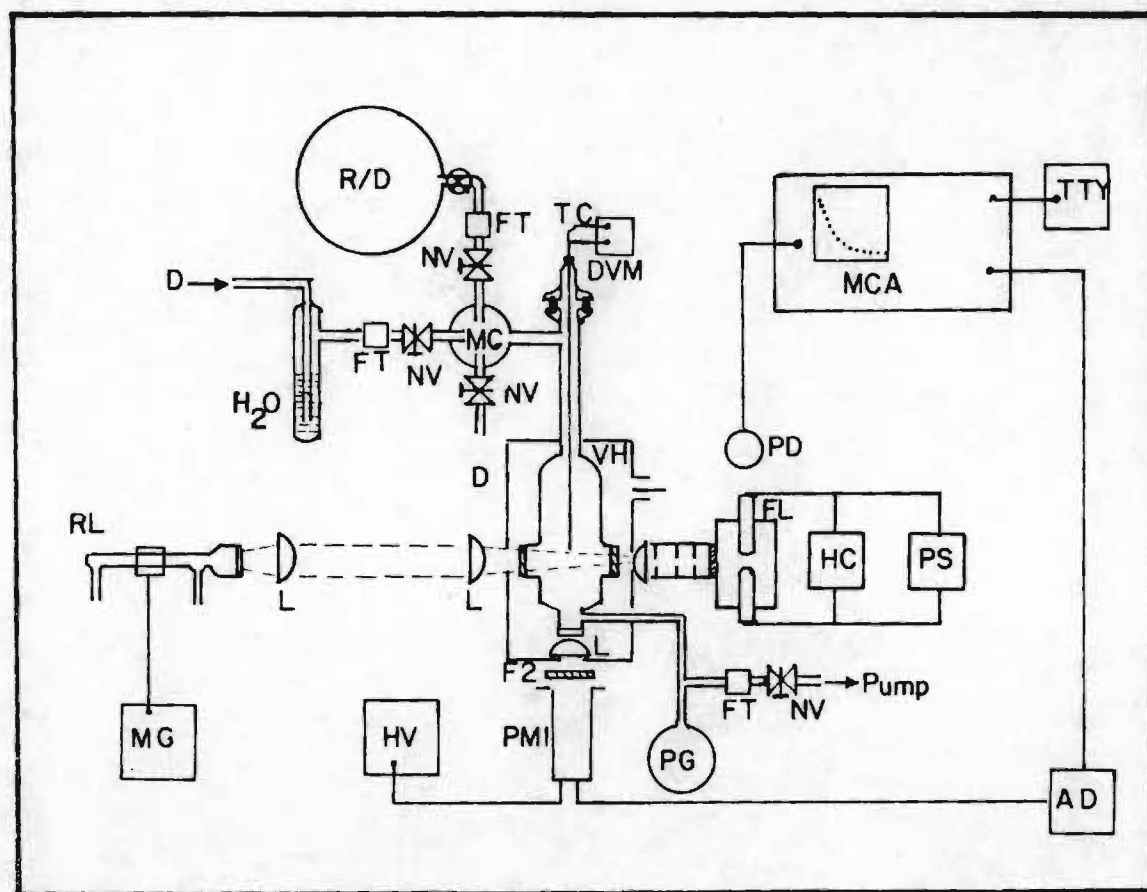 R/D
TTY
FT
TC
NV
DVM
MCA
D
MC
FT
NV
NV
H2O
PD
D
VH
FL
RL
HC
PS
L
L
L
F2
Pump
FT
NV
MG
HV
PM1
PG
AD